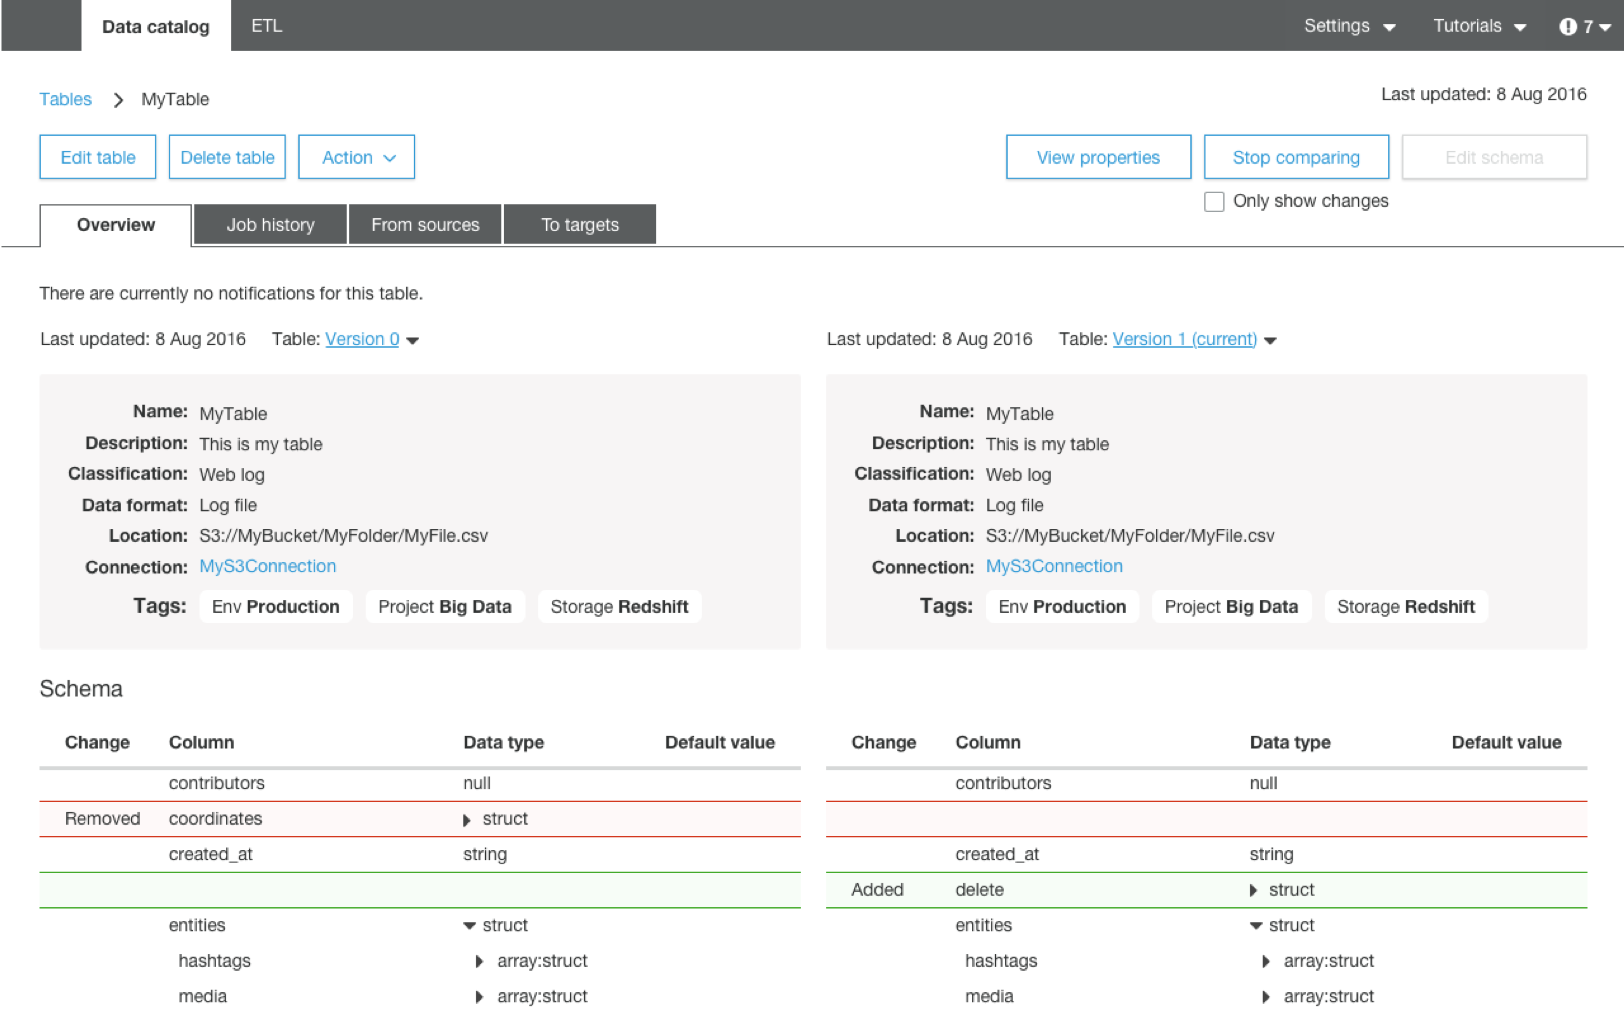 Data catalog ETL Settings Tutorials 7
Tables MyTable Last updated: 8 Aug 2016
Edit table Delete table Action View properties Stop comparing Edit schema
Only show changes
Overview Job history From sources To targets
There are currently no notifications for this table.
Last updated: 8 Aug 2016 Table: Version 0 Last updated: 8 Aug 2016 Table: Version 1 (current)
Name: MyTable Name: MyTable
Description: This is my table Description: This is my table
Classification: Web log Classification: Web log
Data format: Log file Data format: Log file
Location: S3://MyBucket/MyFolder/MyFile.csv Location: S3://MyBucket/MyFolder/MyFile.csv
Connection: MyS3Connection Connection: MyS3Connection
Tags: Env Production Project Big Data Storage Redshift Tags: Env Production Project Big Data Storage Redshift
Schema
Change Column Data type Default value Change Column Data type Default value
contributors null contributors null
Removed coordinates struct
created_at string created_at string
Added delete struct
entities struct entities struct
hashtags array:struct hashtags array:struct
media array:struct media array:struct